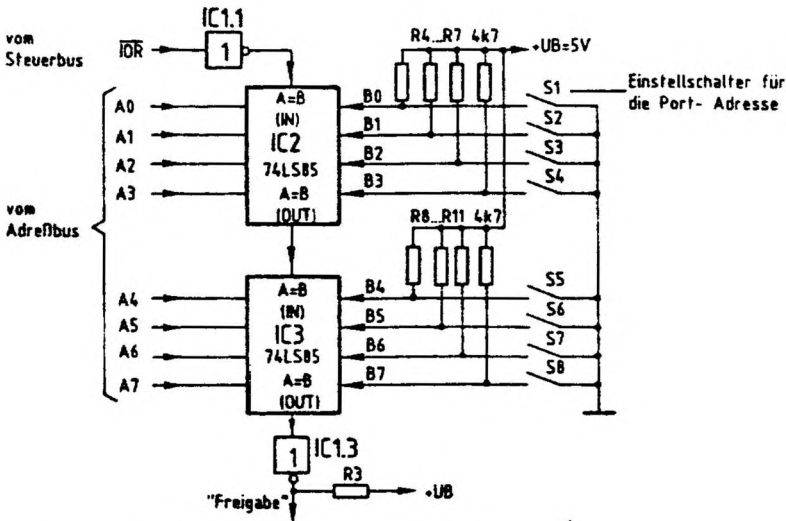 IC1.1
vom
Steuerbus
IOR
1
R4...R7 4k7
+UB=5V
A0
A1
A2
A3
A=B
(IN)
IC2
74LS85
A=B
(OUT)
B0
B1
B2
B3
S1
S2
S3
S4
Einstellschalter für
die Port- Adresse
vom
Adreßbus
R8...R11 4k7
A4
A5
A6
A7
A=B
(IN)
IC3
74LS85
A=B
(OUT)
B4
B5
B6
B7
S5
S6
S7
S8
1
IC1.3
R3
+UB
"Freigabe"